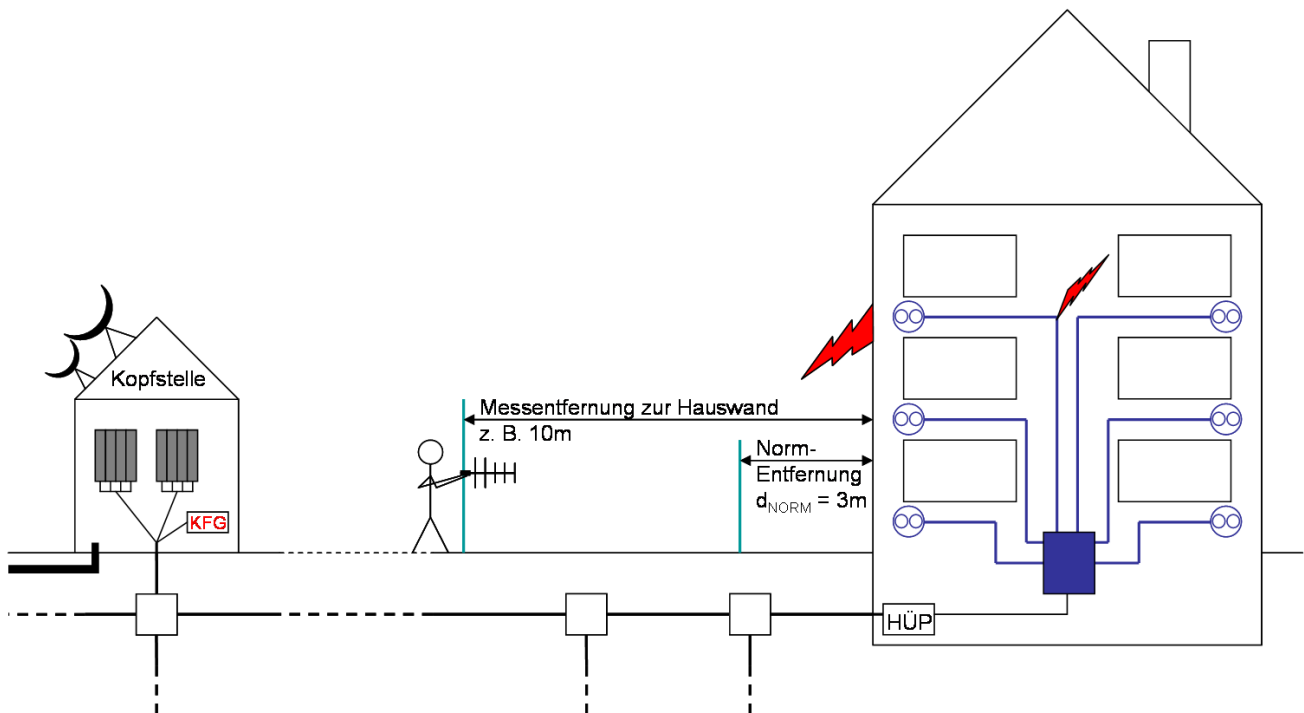 Kopfstelle
KFG
Messentfernung zur Hauswand
z. B. 10m
Norm-
Entfernung
dNORM = 3m
HÜP